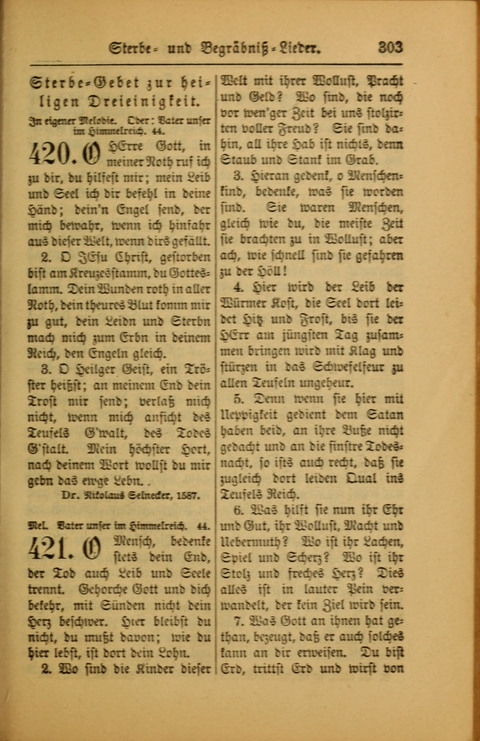 Sterbe- und Begräbniß-Lieder. 303
Sterbe-Gebet zur hei-
ligen Dreieinigkeit.
In eigener Melodie. Oder: Vater unser
im Himmelreich. 44.
420. O HErre Gott, in
meiner Noth ruf ich
zu dir, du hilfest mir; mein Leib
und Seel ich dir befehl in deine
Händ; dein'n Engel send, der
mich bewahr, wenn ich hinfahr
aus dieser Welt, wenn dirs gefällt.
2. O JEsu Christ, gestorben
bist am Kreuzesstamm, du Gottes-
lamm. Dein Wunden roth in aller
Noth, dein theures Blut komm mir
zu gut, dein Leidn und Sterbn
mach mich zum Erbn in deinem
Reich, den Engeln gleich.
3. O Heilger Geist, ein Trö-
ster heißst; an meinem End dein
Trost mir send; verlaß mich
nicht, wenn mich anficht des
Teufels G'walt, des Todes
G'stalt. Mein höchster Hort,
nach deinem Wort wollst du mir
gebn das ewge Lebn.
Dr. Nikolaus Selnecker, 1587.
Mel. Vater unser im Himmelreich. 44.
421. O Mensch, bedenke
stets dein End,
der Tod auch Leib und Seele
trennt. Gehorche Gott und dich
bekehr, mit Sünden nicht dein
Herz beschwer. Hier bleibst du
nicht, du mußt davon; wie du
hier lebst, ist dort dein Lohn.
2. Wo sind die Kinder dieser
Welt mit ihrer Wollust, Pracht
und Geld? Wo sind, die noch
vor wen'ger Zeit bei uns stolzir-
ten voller Freud? Sie sind da-
hin, all ihre Hab ist nichts, denn
Staub und Stank im Grab.
3. Hieran gedenk, o Menschen-
kind, bedenke, was sie worden
sind. Sie waren Menschen,
gleich wie du, die meiste Zeit
sie brachten zu in Wollust; aber
ach, wie schnell sind sie gefahren
zu der Höll!
4. Hier wird der Leib der
Würmer Kost, die Seel dort lei-
det Hitz und Frost, bis sie der
HErr am jüngsten Tag zusam-
men bringen wird mit Klag und
stürzen in das Schwefelfeur zu
allen Teufeln ungeheur.
5. Denn wenn sie hier mit
Ueppigkeit gedient dem Satan
haben beid, an ihre Buße nicht
gedacht und an die finstre Todes-
nacht, so ists auch recht, daß sie
zugleich dort leiden Qual ins
Teufels Reich.
6. Was hilft sie nun ihr Ehr
und Gut, ihr Wollust, Macht und
Uebermuth? Wo ist ihr Lachen,
Spiel und Scherz? Wo ist ihr
Stolz und freches Herz? Dies
alles ist in lauter Pein ver-
wandelt, der kein Ziel wird sein.
7. Was Gott an ihnen hat ge-
than, bezeugt, daß er auch solches
kann an dir erweisen. Du bist
Erd, trittst Erd und wirst von